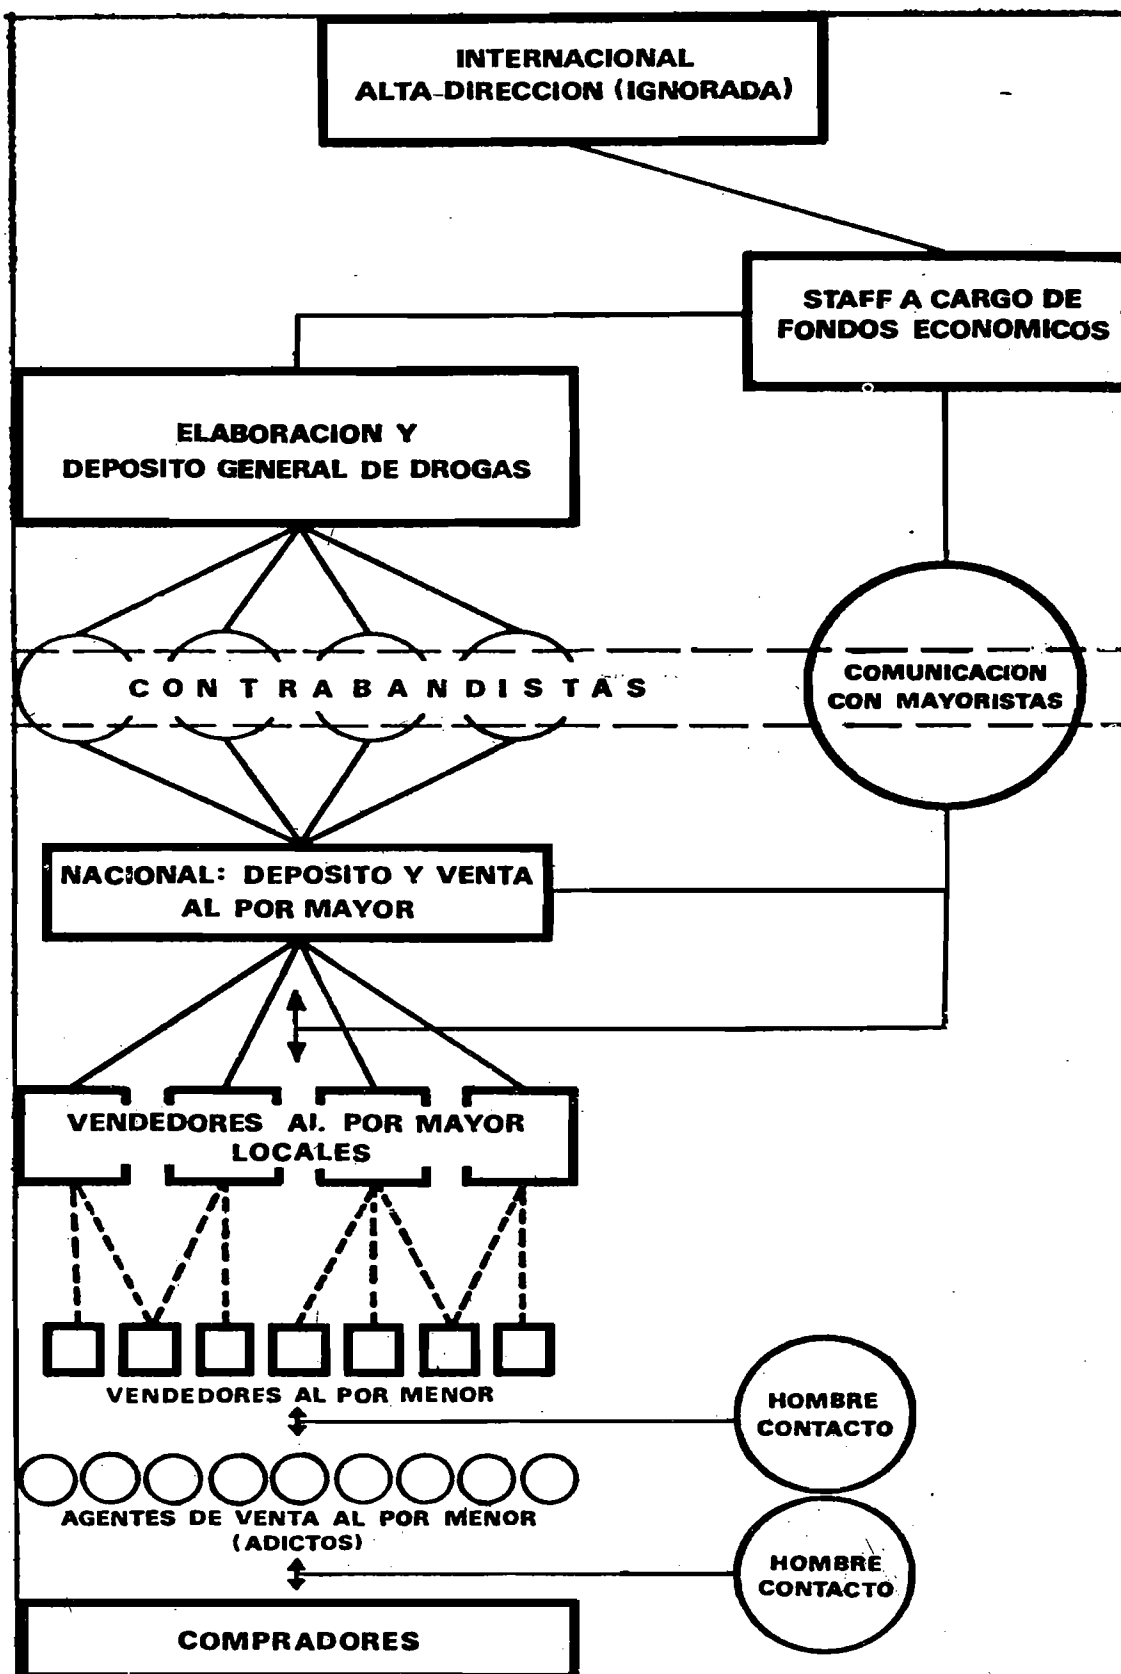 INTERNACIONAL
ALTA-DIRECCION (IGNORADA)
STAFF A CARGO DE
FONDOS ECONOMICOS
ELABORACION Y
DEPOSITO GENERAL DE DROGAS
CONTRABANDISTAS
COMUNICACION
CON MAYORISTAS
NACIONAL: DEPOSITO Y VENTA
AL POR MAYOR
VENDEDORES AL POR MAYOR
LOCALES
VENDEDORES AL POR MENOR
HOMBRE
CONTACTO
AGENTES DE VENTA AL POR MENOR
(ADICTOS)
HOMBRE
CONTACTO
COMPRADORES